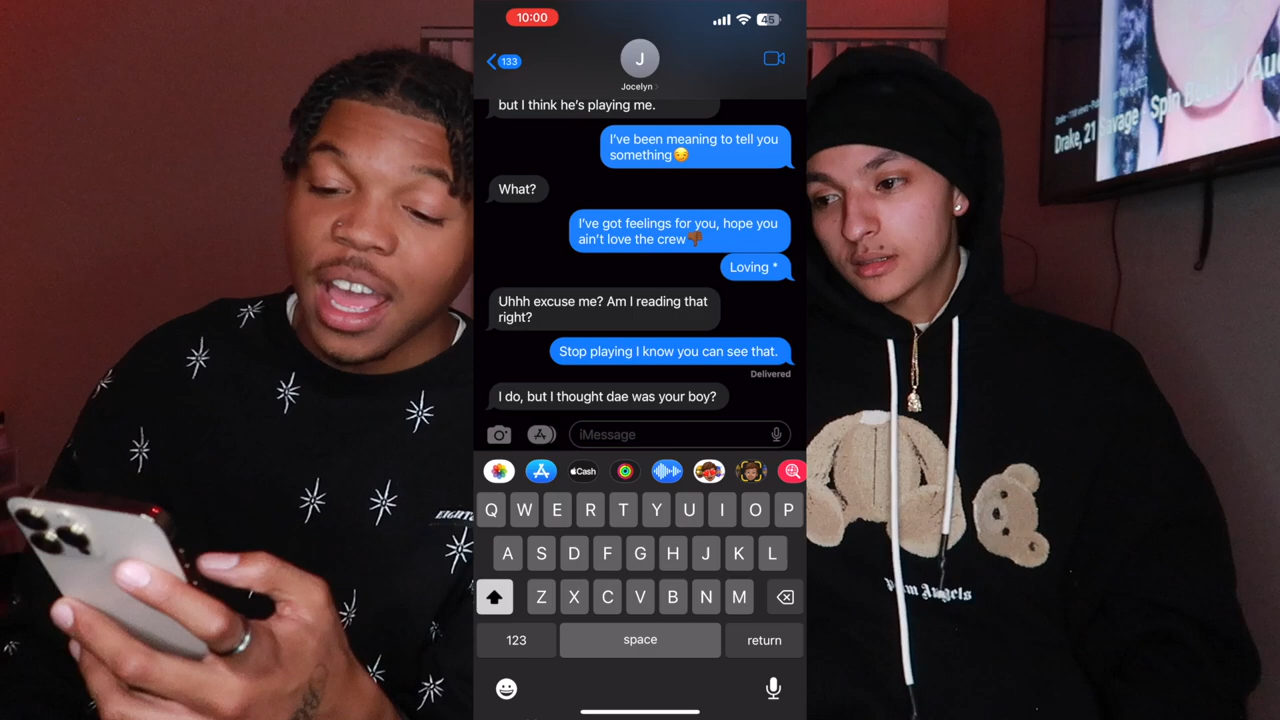 10:00
45
133
J
Jocelyn
but I think he's playing me.
I've been meaning to tell you
something😏
What?
I've got feelings for you, hope you
ain't love the crew👎🏾
Loving *
Uhhh excuse me? Am I reading that
right?
Stop playing I know you can see that.
Delivered
I do, but I thought dae was your boy?
iMessage
Cash
Q W E R T Y U I O P
A S D F G H J K L
Z X C V B N M
123
space
return
Drake, 21 Savage - Spin Bout U (Au
Palm Angels